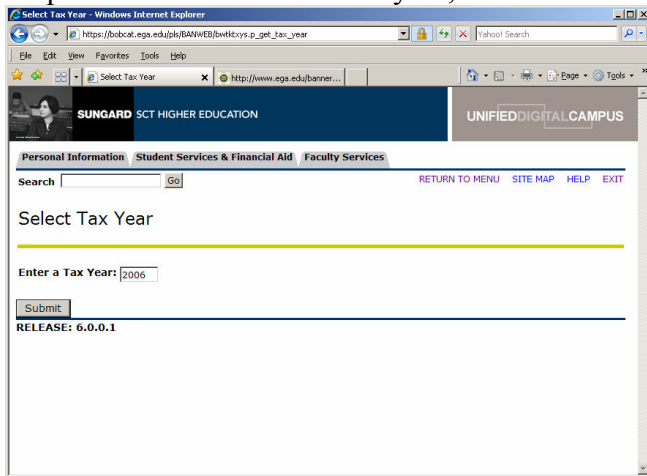 Select Tax Year - Windows Internet Explorer
https://bobcat.ega.edu/pls/BANWEB/bwtktxys.p_get_tax_year
Yahoo! Search
File Edit View Favorites Tools Help
Select Tax Year
http://www.ega.edu/banner...
Page
Tools
SUNGARD SCT HIGHER EDUCATION
UNIFIEDDIGITALCAMPUS
Personal Information Student Services & Financial Aid Faculty Services
Search Go RETURN TO MENU SITE MAP HELP EXIT
Select Tax Year
Enter a Tax Year: 2006
Submit
RELEASE: 6.0.0.1